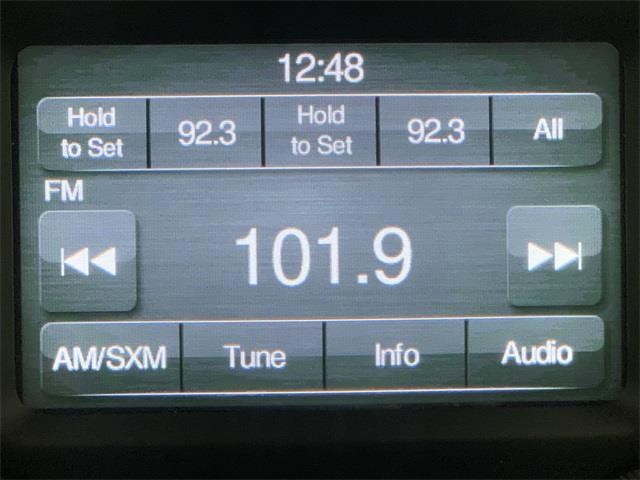 12:48
Hold to Set 92.3 Hold to Set 92.3 All
FM
101.9
AM/SXM Tune Info Audio